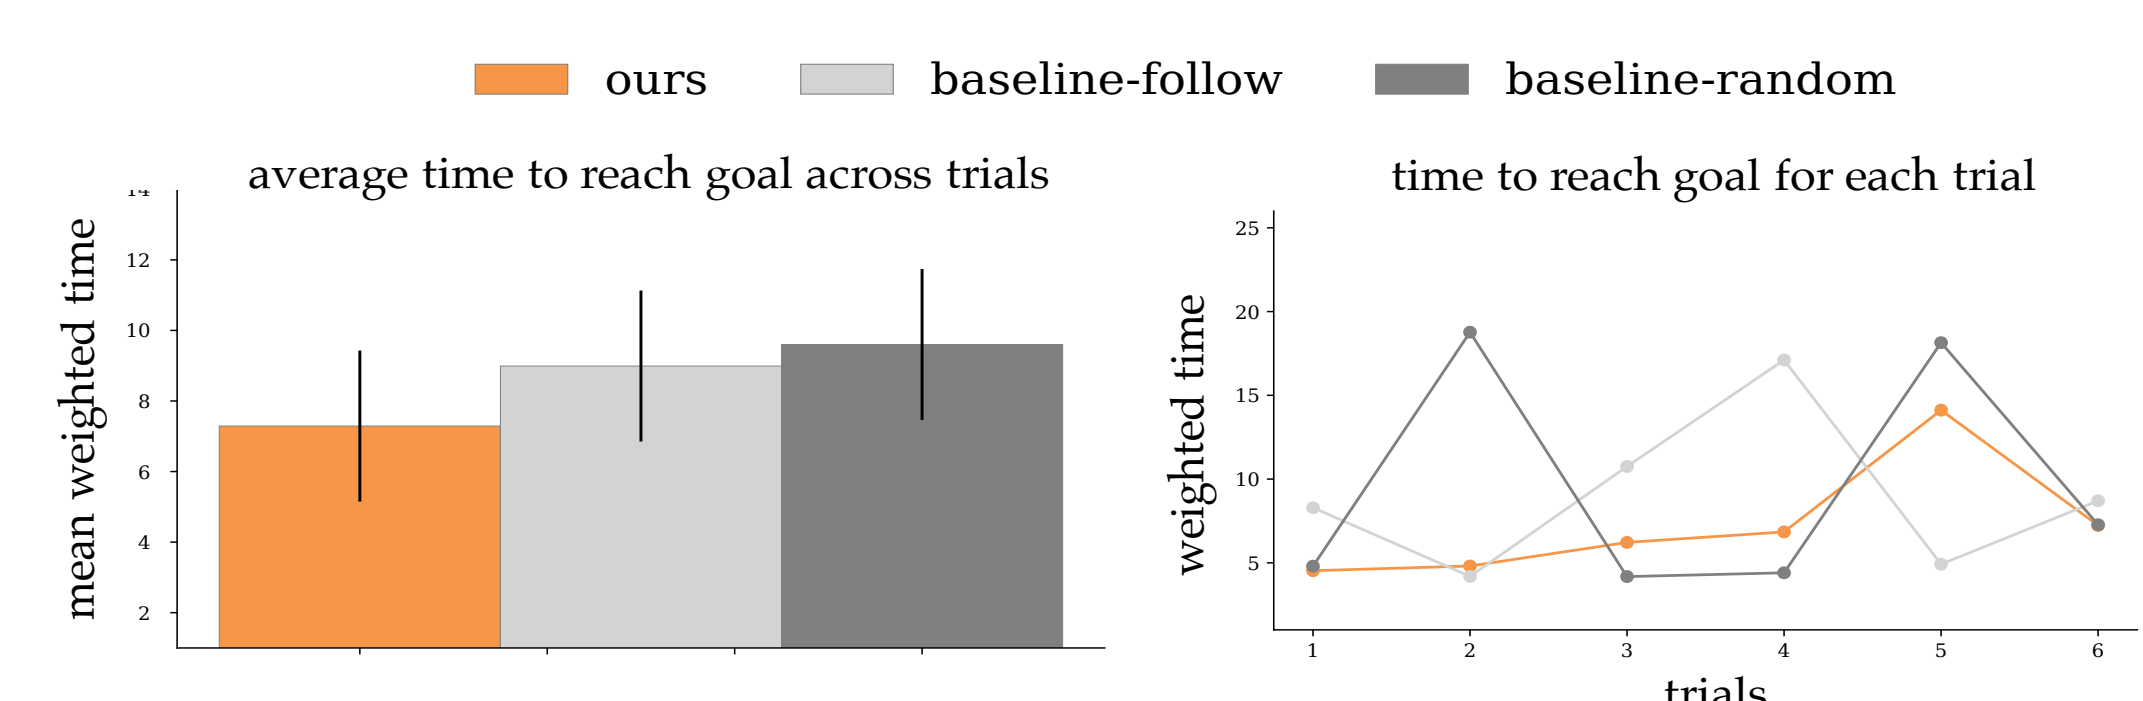 ours baseline-follow baseline-random
average time to reach goal across trials
mean weighted time
14
12
10
8
6
4
2
time to reach goal for each trial
weighted time
25
20
15
10
5
1 2 3 4 5 6
trials